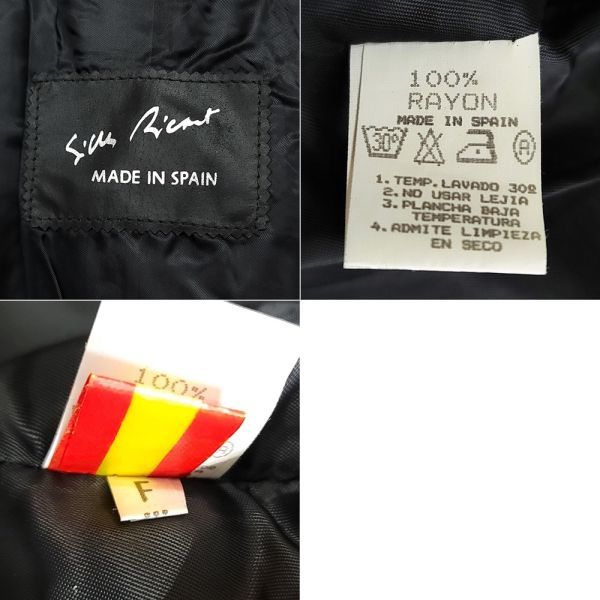 Gilles Ricart
MADE IN SPAIN
100%
RAYON
MADE IN SPAIN
30º
A
1. TEMP. LAVADO 30º
2. NO USAR LEJIA
3. PLANCHA BAJA
TEMPERATURA
4. ADMITE LIMPIEZA
EN SECO
100%
F